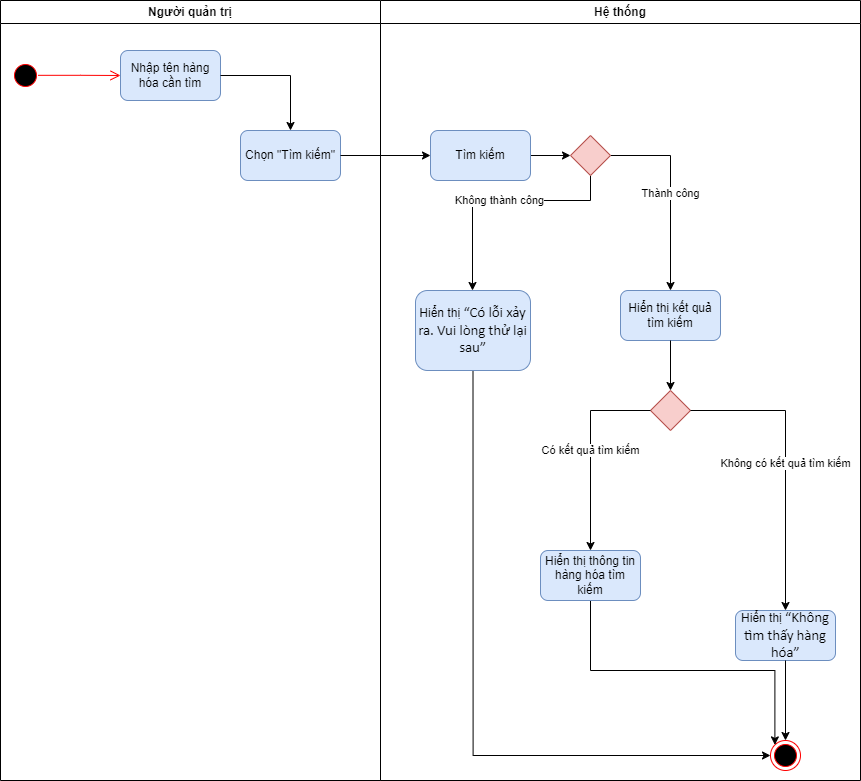 Người quản trị
Hệ thống
Nhập tên hàng
hóa cần tìm
Chọn "Tìm kiếm"
Tìm kiếm
Không thành công
Thành công
Hiển thị “Có lỗi xảy
ra. Vui lòng thử lại
sau”
Hiển thị kết quả
tìm kiếm
Có kết quả tìm kiếm
Không có kết quả tìm kiếm
Hiển thị thông tin
hàng hóa tìm
kiếm
Hiển thị “Không
tìm thấy hàng
hóa”